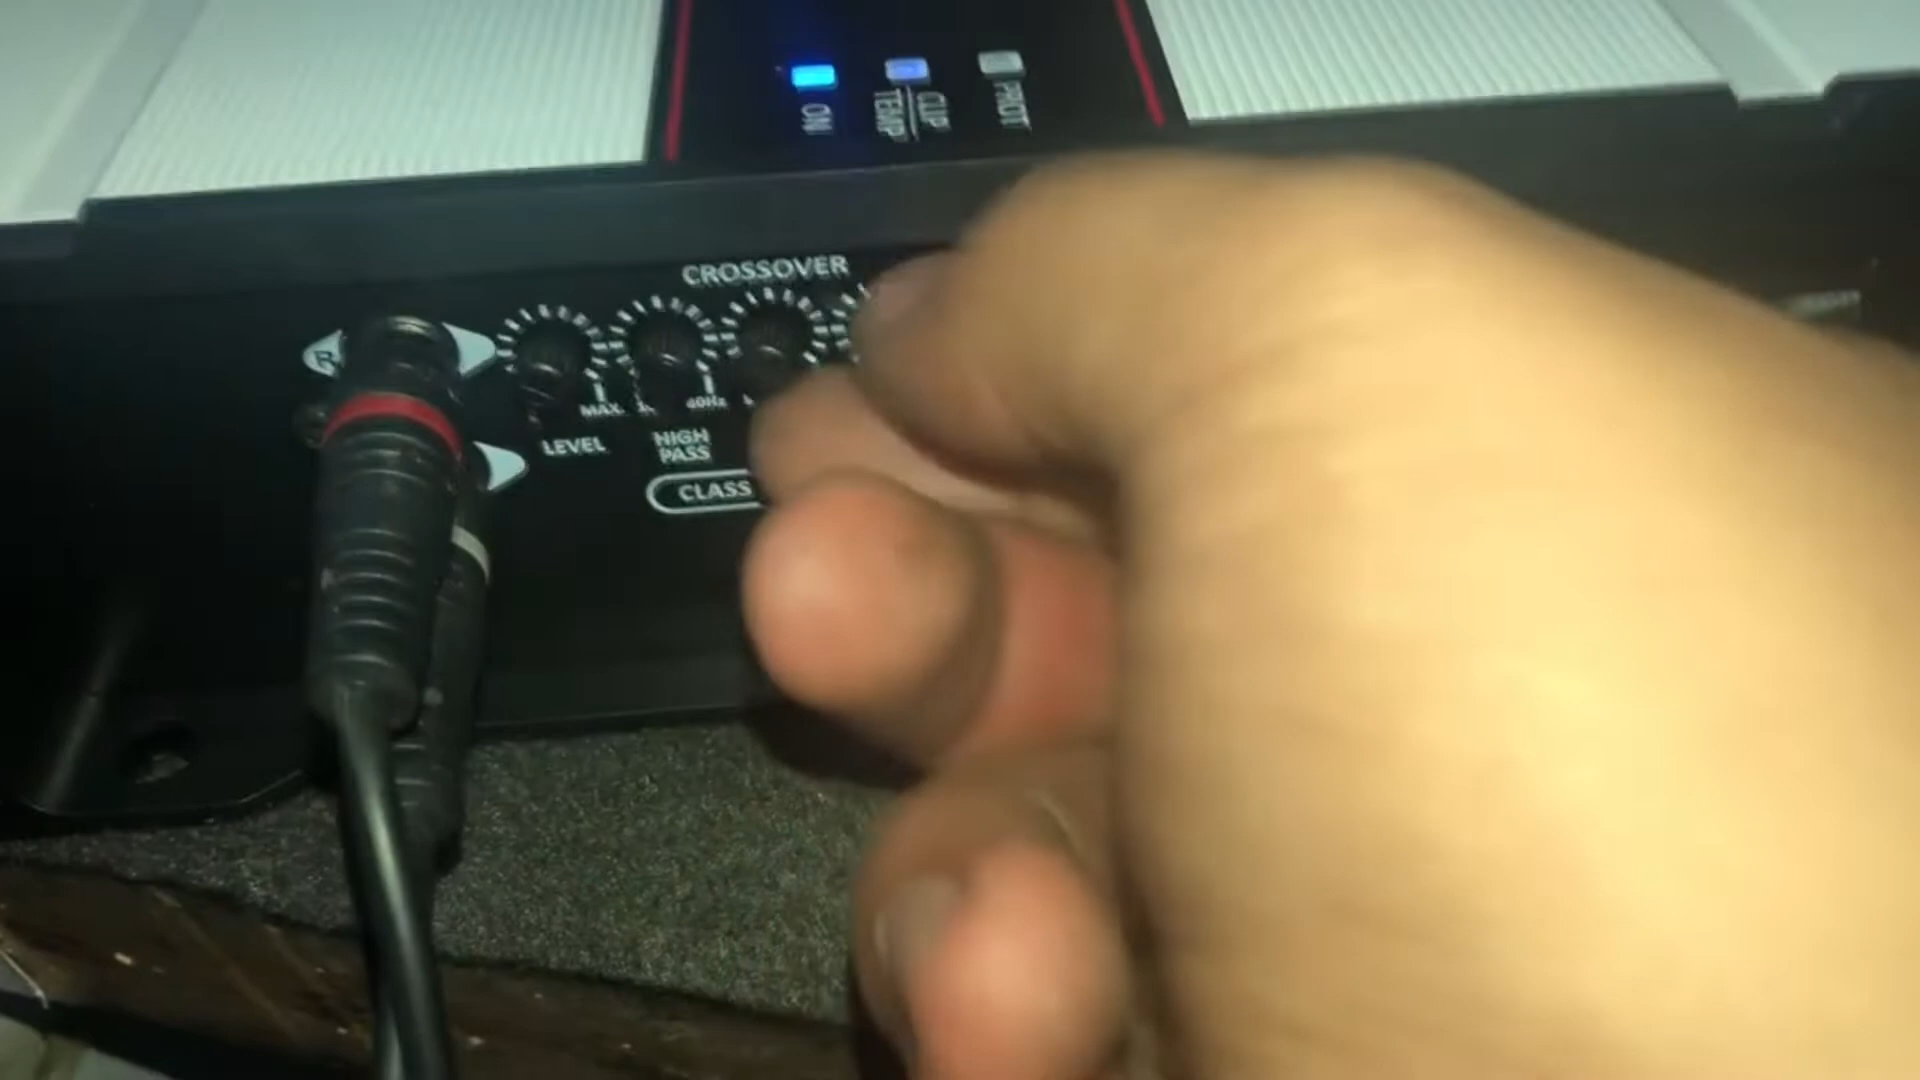 ON
CLIP
TEMP
PROT
CROSSOVER
R
MAX.
40Hz
LEVEL
HIGH
PASS
CLASS